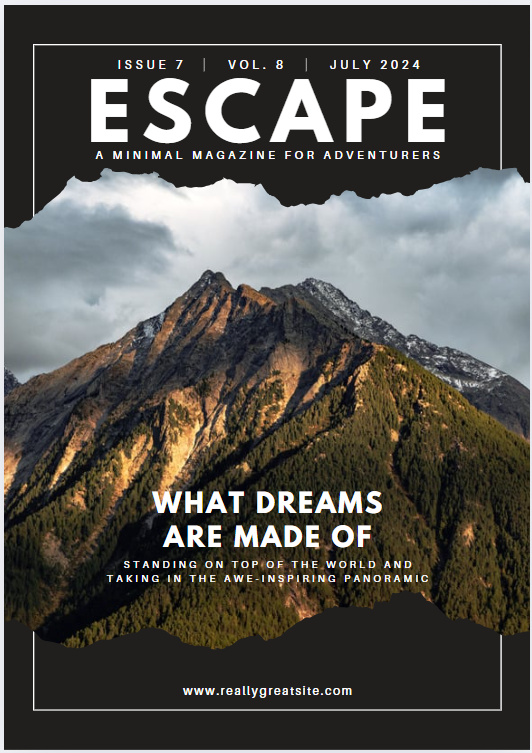 ISSUE 7 | VOL. 8 | JULY 2024
ESCAPE
A MINIMAL MAGAZINE FOR ADVENTURERS
WHAT DREAMS
ARE MADE OF
STANDING ON TOP OF THE WORLD AND
TAKING IN THE AWE-INSPIRING PANORAMIC
www.reallygreatsite.com